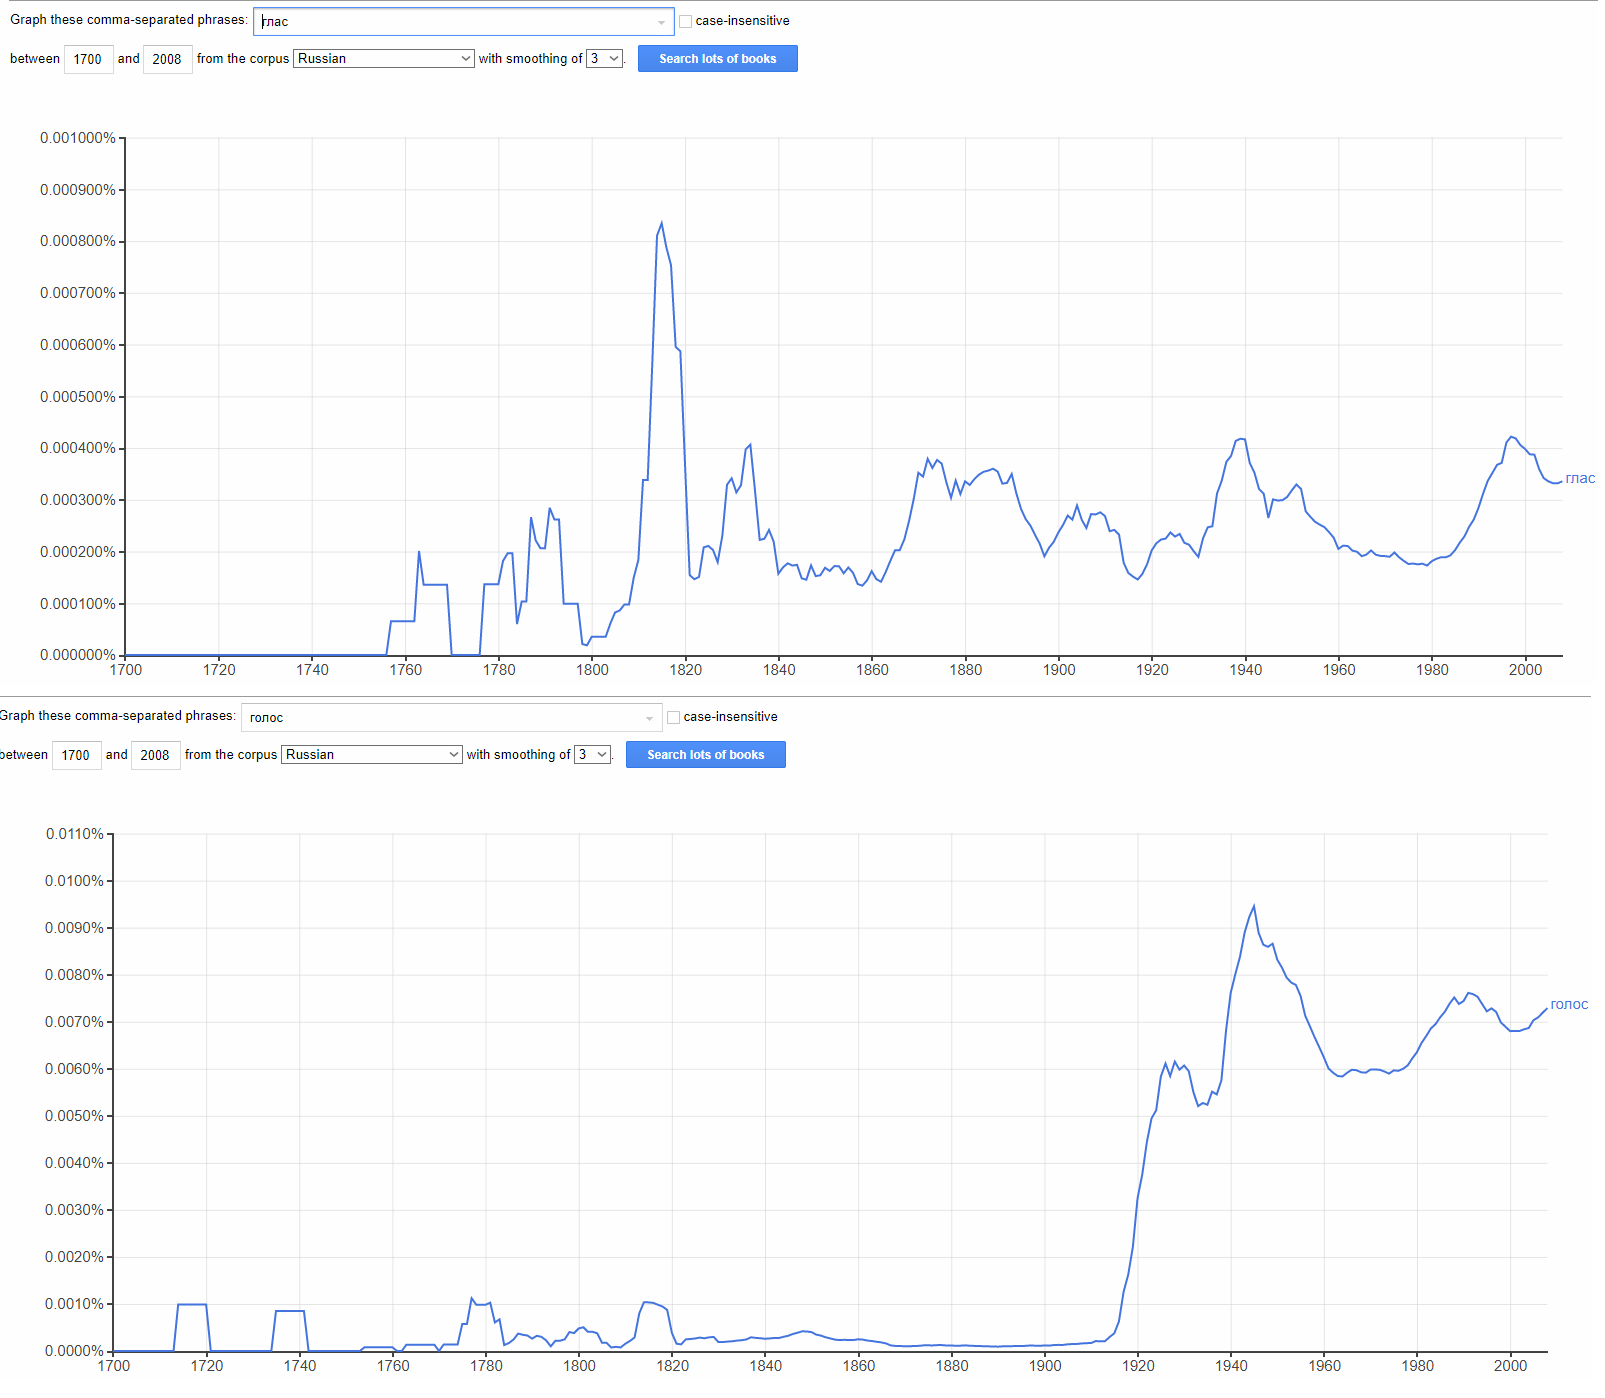 Graph these comma-separated phrases: глас case-insensitive
between 1700 and 2008 from the corpus Russian with smoothing of 3 . Search lots of books
0.001000%
0.000900%
0.000800%
0.000700%
0.000600%
0.000500%
0.000400%
0.000300%
глас
0.000200%
0.000100%
0.000000%
1700 1720 1740 1760 1780 1800 1820 1840 1860 1880 1900 1920 1940 1960 1980 2000
Graph these comma-separated phrases: голос case-insensitive
between 1700 and 2008 from the corpus Russian with smoothing of 3 . Search lots of books
0.0110%
0.0100%
0.0090%
0.0080%
0.0070%
голос
0.0060%
0.0050%
0.0040%
0.0030%
0.0020%
0.0010%
0.0000%
1700 1720 1740 1760 1780 1800 1820 1840 1860 1880 1900 1920 1940 1960 1980 2000